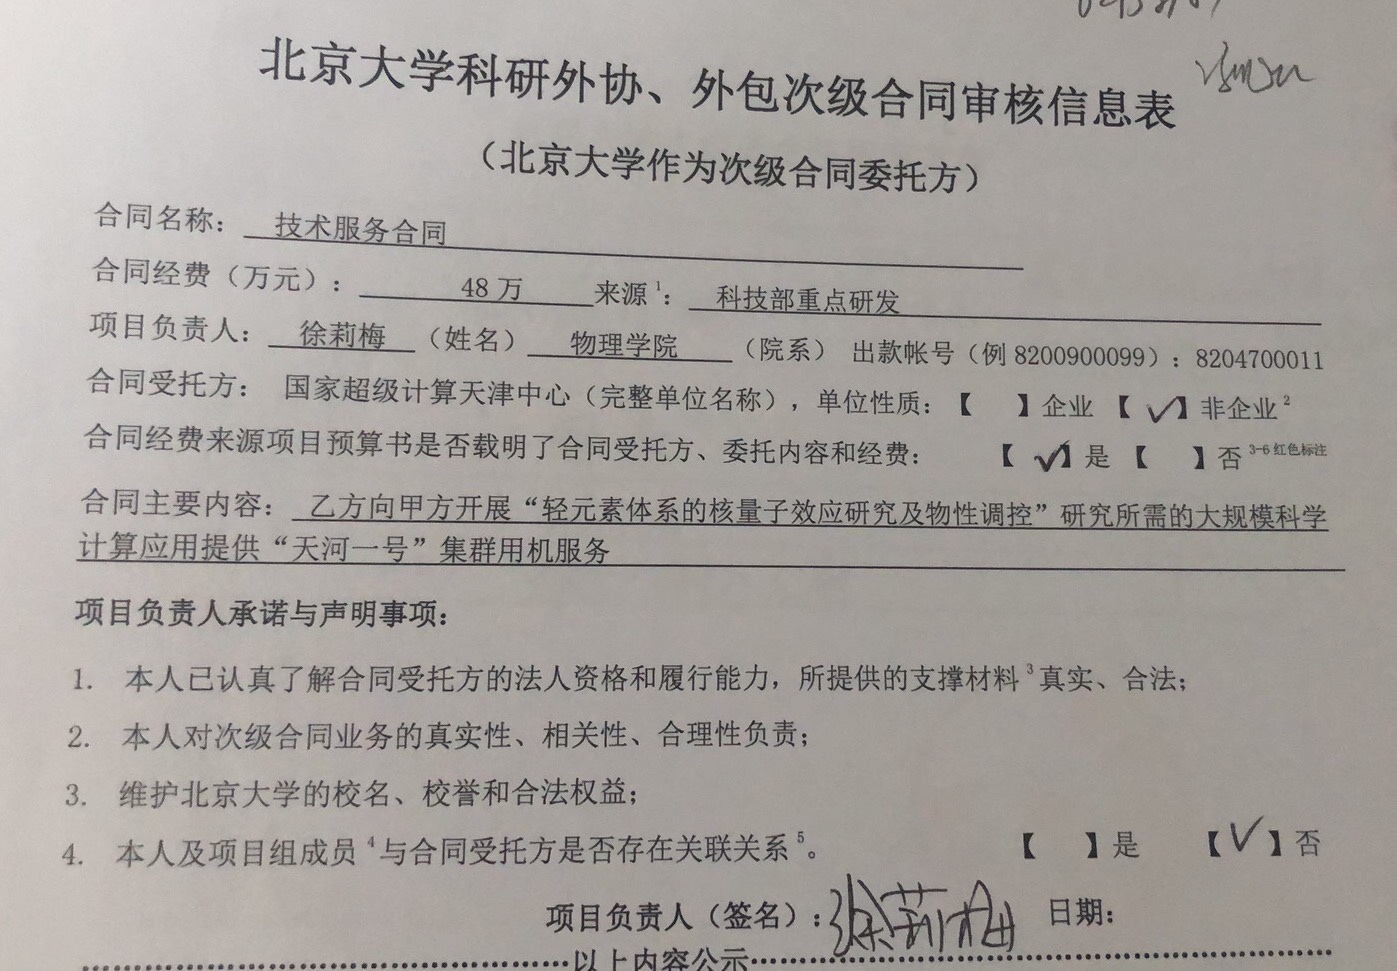 北京大学科研外协、外包次级合同审核信息表
（北京大学作为次级合同委托方）
合同名称： 技术服务合同
合同经费（万元）： 48 万 来源¹： 科技部重点研发
项目负责人： 徐莉梅 （姓名） 物理学院 （院系） 出款帐号（例 8200900099）：8204700011
合同受托方： 国家超级计算天津中心（完整单位名称），单位性质：【 】企业 【 ✓】非企业²
合同经费来源项目预算书是否载明了合同受托方、委托内容和经费： 【 ✓】是 【 】否 3-6 红色标注
合同主要内容： 乙方向甲方开展“轻元素体系的核量子效应研究及物性调控”研究所需的大规模科学
计算应用提供“天河一号”集群用机服务
项目负责人承诺与声明事项：
1. 本人已认真了解合同受托方的法人资格和履行能力，所提供的支撑材料³真实、合法；
2. 本人对次级合同业务的真实性、相关性、合理性负责；
3. 维护北京大学的校名、校誉和合法权益；
4. 本人及项目组成员⁴与合同受托方是否存在关联关系⁵。 【 】是 【✓】否
项目负责人（签名）：徐莉梅 日期：
以上内容公示